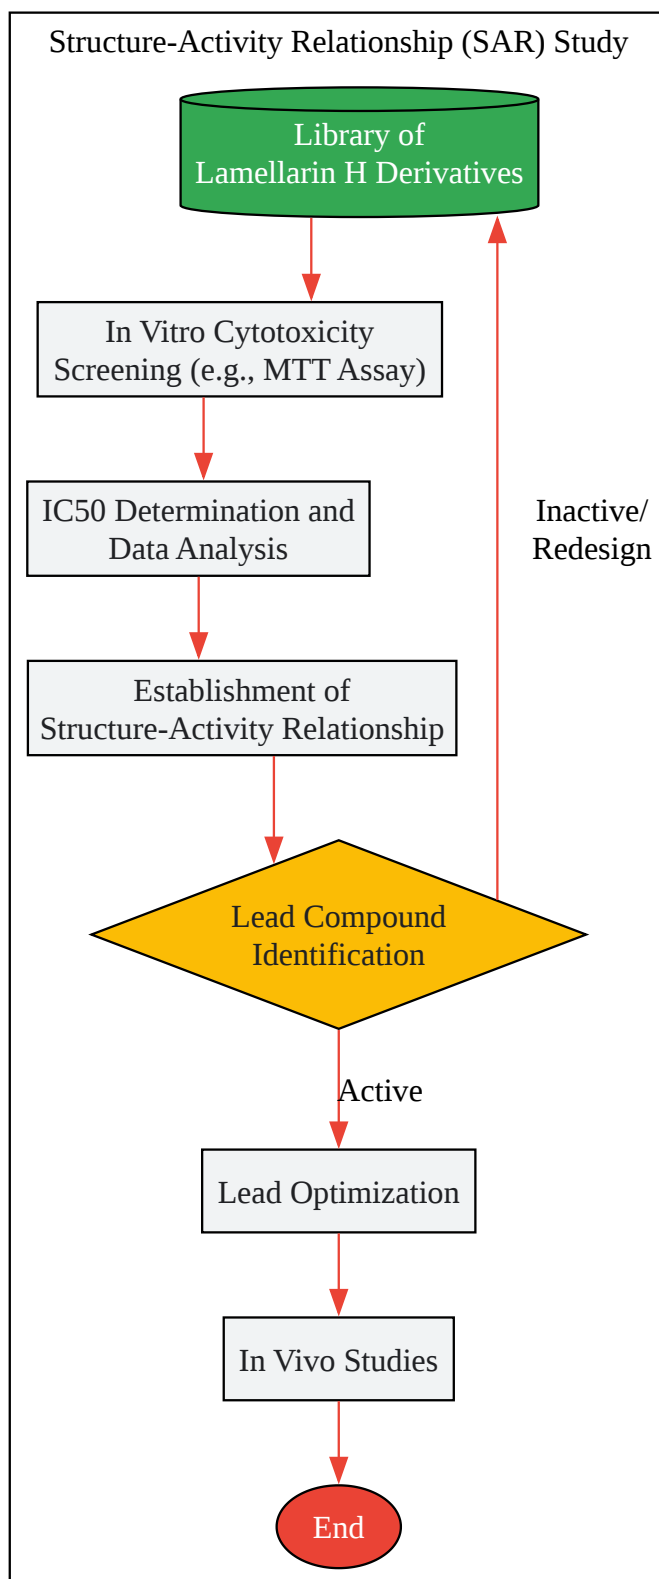 Structure-Activity Relationship (SAR) Study
Library of
Lamellarin H Derivatives
In Vitro Cytotoxicity
Screening (e.g., MTT Assay)
IC50 Determination and
Data Analysis
Inactive/
Redesign
Establishment of
Structure-Activity Relationship
Lead Compound
Identification
Active
Lead Optimization
In Vivo Studies
End